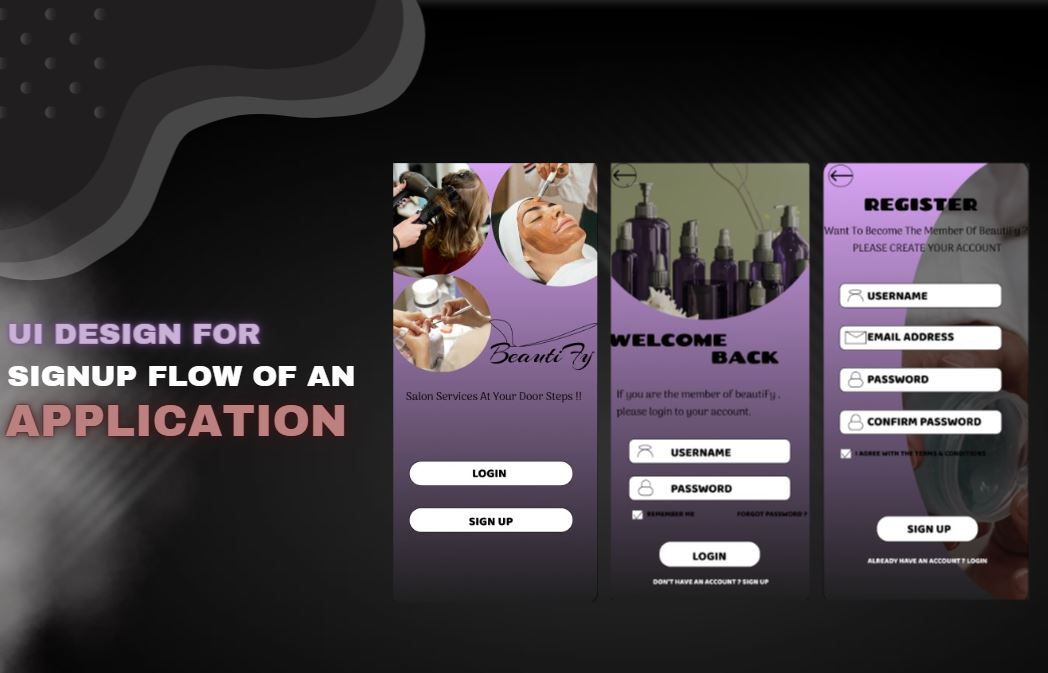 UI DESIGN FOR
SIGNUP FLOW OF AN
APPLICATION
BeautiFy
Salon Services At Your Door Steps !!
LOGIN
SIGN UP
WELCOME
BACK
If you are the member of beautify ,
please login to your account.
USERNAME
PASSWORD
REMEMBER ME
FORGOT PASSWORD ?
LOGIN
DON'T HAVE AN ACCOUNT ? SIGN UP
REGISTER
Want To Become The Member Of BeautiFy ?
PLEASE CREATE YOUR ACCOUNT
USERNAME
EMAIL ADDRESS
PASSWORD
CONFIRM PASSWORD
I AGREE WITH THE TERMS & CONDITIONS
SIGN UP
ALREADY HAVE AN ACCOUNT ? LOGIN